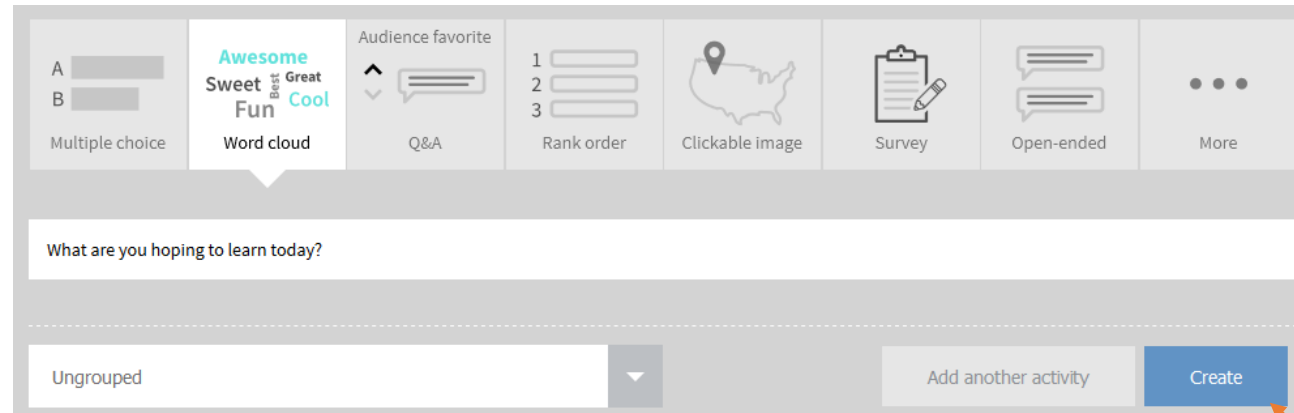 A
B
Multiple choice
Awesome
Sweet Best Great
Fun Cool
Word cloud
Audience favorite
Q&A
1
2
3
Rank order
Clickable image
Survey
Open-ended
More
What are you hoping to learn today?
Ungrouped
Add another activity
Create